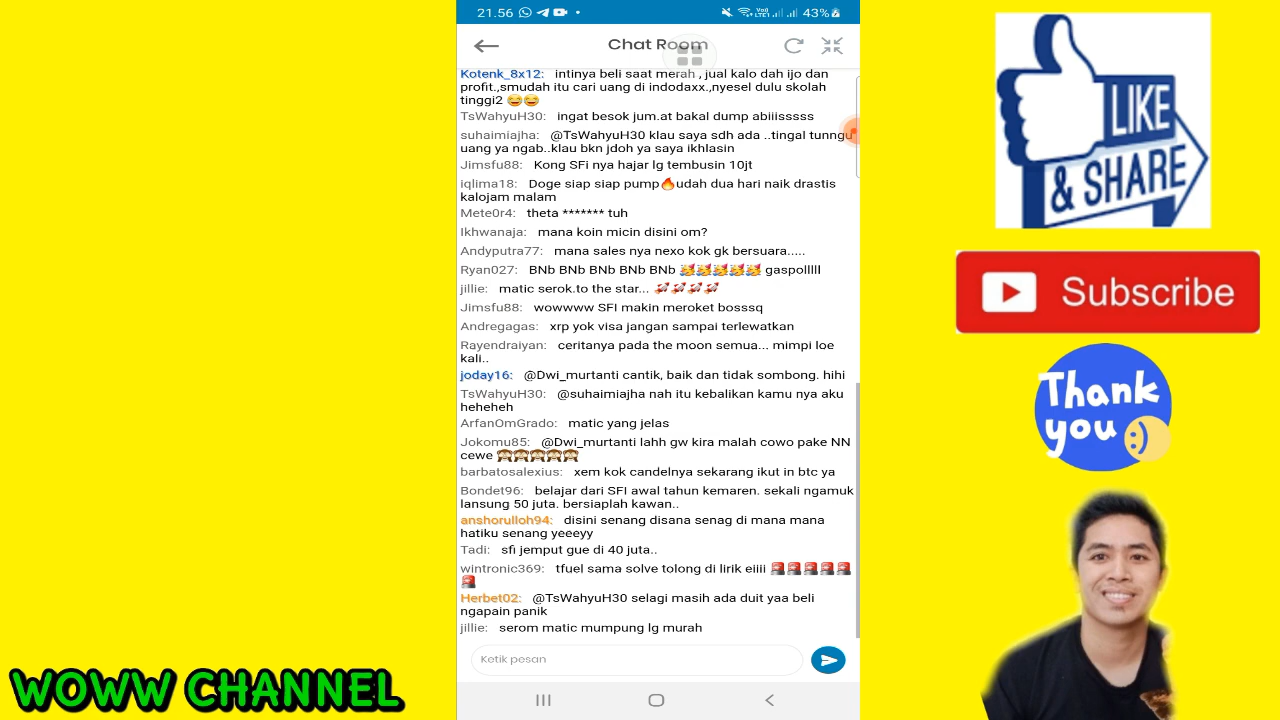 21.56
Vo)) LTE1
43%
Chat Room
Kotenk_8x12: intinya beli saat merah , jual kalo dah ijo dan
profit.,smudah itu cari uang di indodaxx.,nyesel dulu skolah
tinggi2 😂😂
TsWahyuH30: ingat besok jum.at bakal dump abiiisssss
suhaimiajha: @TsWahyuH30 klau saya sdh ada ..tingal tunngu
uang ya ngab..klau bkn jdoh ya saya ikhlasin
Jimsfu88: Kong SFi nya hajar lg tembusin 10jt
iqlima18: Doge siap siap pump🔥udah dua hari naik drastis
kalojam malam
Mete0r4: theta ******* tuh
Ikhwanaja: mana koin micin disini om?
Andyputra77: mana sales nya nexo kok gk bersuara.....
Ryan027: BNb BNb BNb BNb BNb 🥳🥳🥳🥳🥳 gaspolllll
jillie: matic serok.to the star... 🚀🚀🚀🚀
Jimsfu88: wowwww SFI makin meroket bosssq
Andregagas: xrp yok visa jangan sampai terlewatkan
Rayendraiyan: ceritanya pada the moon semua... mimpi loe
kali..
joday16: @Dwi_murtanti cantik, baik dan tidak sombong. hihi
TsWahyuH30: @suhaimiajha nah itu kebalikan kamu nya aku
heheheh
ArfanOmGrado: matic yang jelas
Jokomu85: @Dwi_murtanti lahh gw kira malah cowo pake NN
cewe 🙈🙈🙈🙈🙈
barbatosalexius: xem kok candelnya sekarang ikut in btc ya
Bondet96: belajar dari SFI awal tahun kemaren. sekali ngamuk
lansung 50 juta. bersiaplah kawan..
anshorulloh94: disini senang disana senag di mana mana
hatiku senang yeeeyy
Tadi: sfi jemput gue di 40 juta..
wintronic369: tfuel sama solve tolong di lirik eiiii 🚨🚨🚨🚨🚨
🚨
Herbet02: @TsWahyuH30 selagi masih ada duit yaa beli
ngapain panik
jillie: serom matic mumpung lg murah
Ketik pesan
LIKE
& SHARE
Subscribe
Thank
you
WOWW CHANNEL